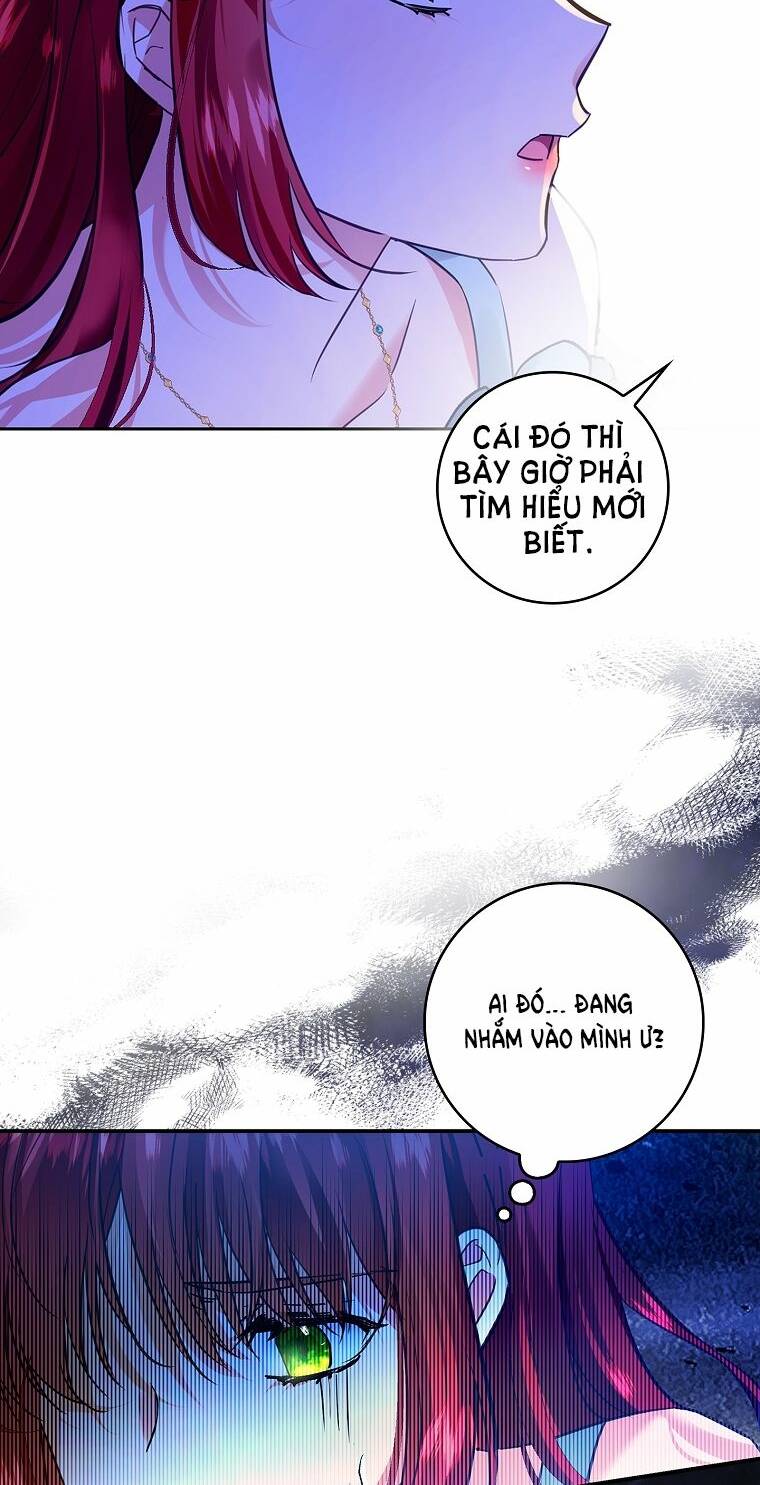 CÁI ĐÓ THÌ
BÂY GIỜ PHẢI
TÌM HIỂU MỚI
BIẾT.
AI ĐÓ... ĐANG
NHẮM VÀO MÌNH Ư?